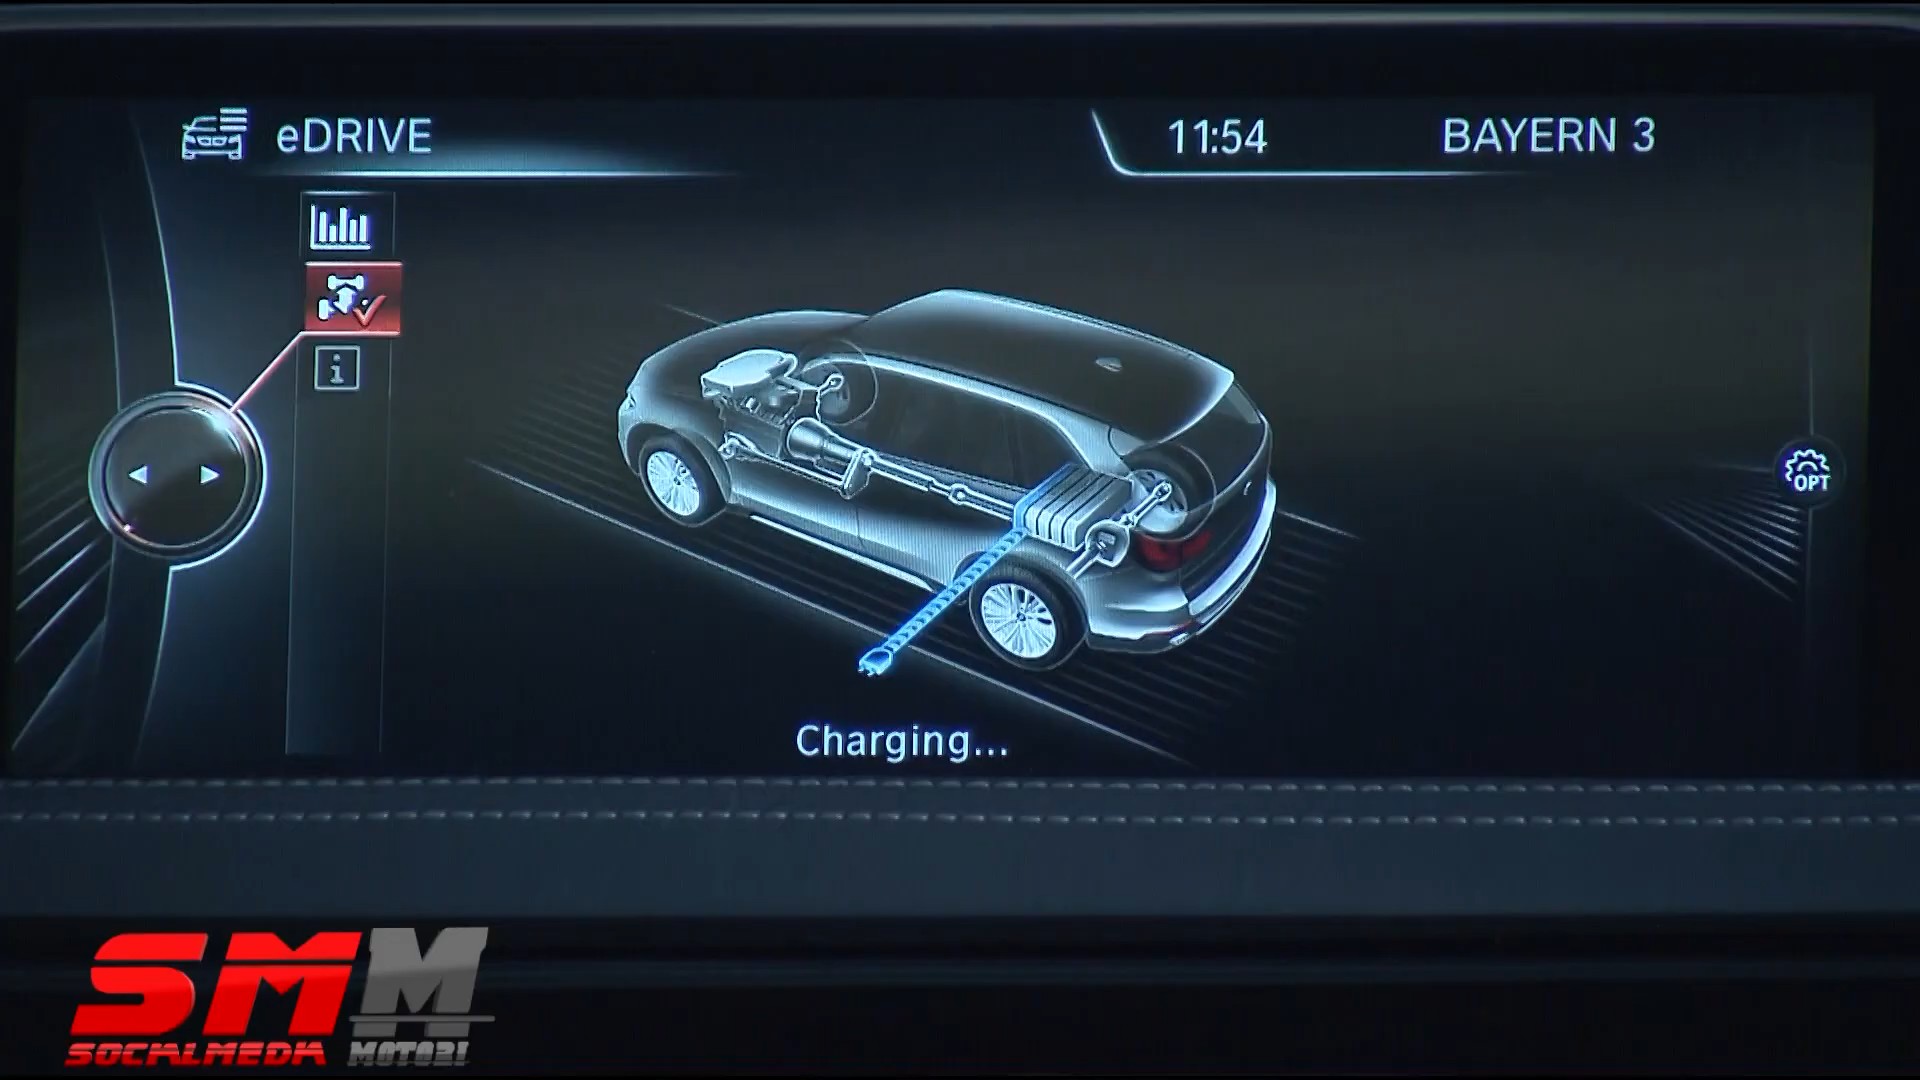 eDRIVE
11:54
BAYERN 3
i
OPT
Charging...
SMM
SOCIALMEDIA MOTORI